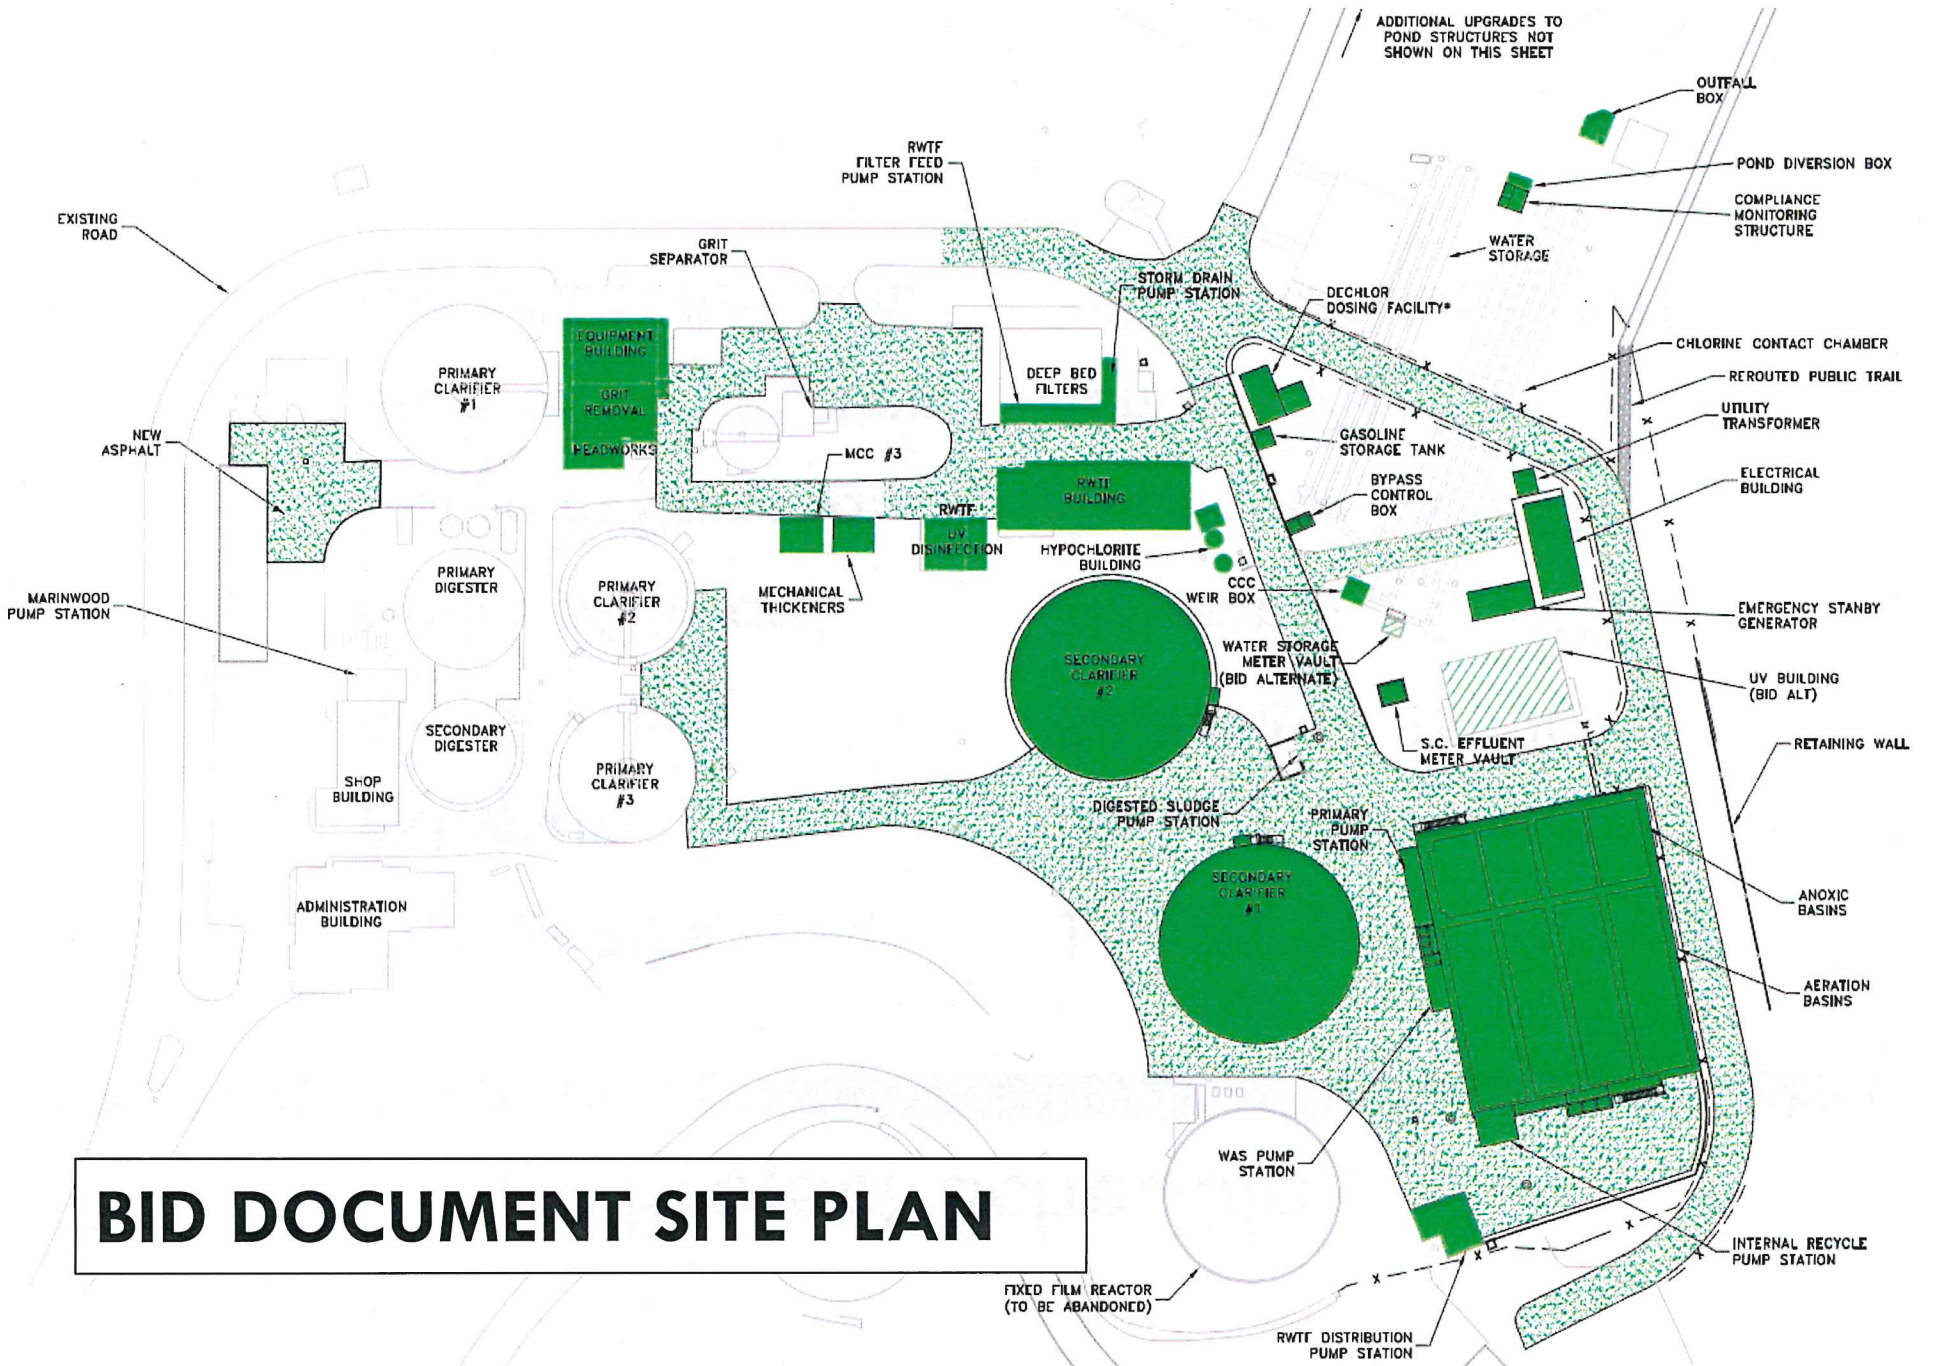 ADDITIONAL UPGRADES TO
POND STRUCTURES NOT
SHOWN ON THIS SHEET
OUTFALL
BOX
RWTF
FILTER FEED
PUMP STATION
POND DIVERSION BOX
COMPLIANCE
MONITORING
STRUCTURE
EXISTING
ROAD
GRIT
SEPARATOR
WATER
STORAGE
STORM DRAIN
PUMP STATION
DECHLOR
DOSING FACILITY*
EQUIPMENT
BUILDING
CHLORINE CONTACT CHAMBER
PRIMARY
CLARIFIER
#1
DEEP BED
FILTERS
REROUTED PUBLIC TRAIL
GRIT
REMOVAL
UTILITY
TRANSFORMER
NEW
ASPHALT
HEADWORKS
MCC #3
GASOLINE
STORAGE TANK
ELECTRICAL
BUILDING
RWTF
BUILDING
BYPASS
CONTROL
BOX
RWTF
UV
DISINFECTION
HYPOCHLORITE
BUILDING
PRIMARY
DIGESTER
PRIMARY
CLARIFIER
#2
MECHANICAL
THICKENERS
CCC
WEIR BOX
MARINWOOD
PUMP STATION
EMERGENCY STANBY
GENERATOR
SECONDARY
CLARIFIER
#2
WATER STORAGE
METER VAULT
(BID ALTERNATE)
UV BUILDING
(BID ALT)
SECONDARY
DIGESTER
S.C. EFFLUENT
METER VAULT
RETAINING WALL
SHOP
BUILDING
PRIMARY
CLARIFIER
#3
DIGESTED SLUDGE
PUMP STATION
PRIMARY
PUMP
STATION
SECONDARY
CLARIFIER
#1
ANOXIC
BASINS
ADMINISTRATION
BUILDING
AERATION
BASINS
WAS PUMP
STATION
BID DOCUMENT SITE PLAN
INTERNAL RECYCLE
PUMP STATION
FIXED FILM REACTOR
(TO BE ABANDONED)
RWTF DISTRIBUTION
PUMP STATION